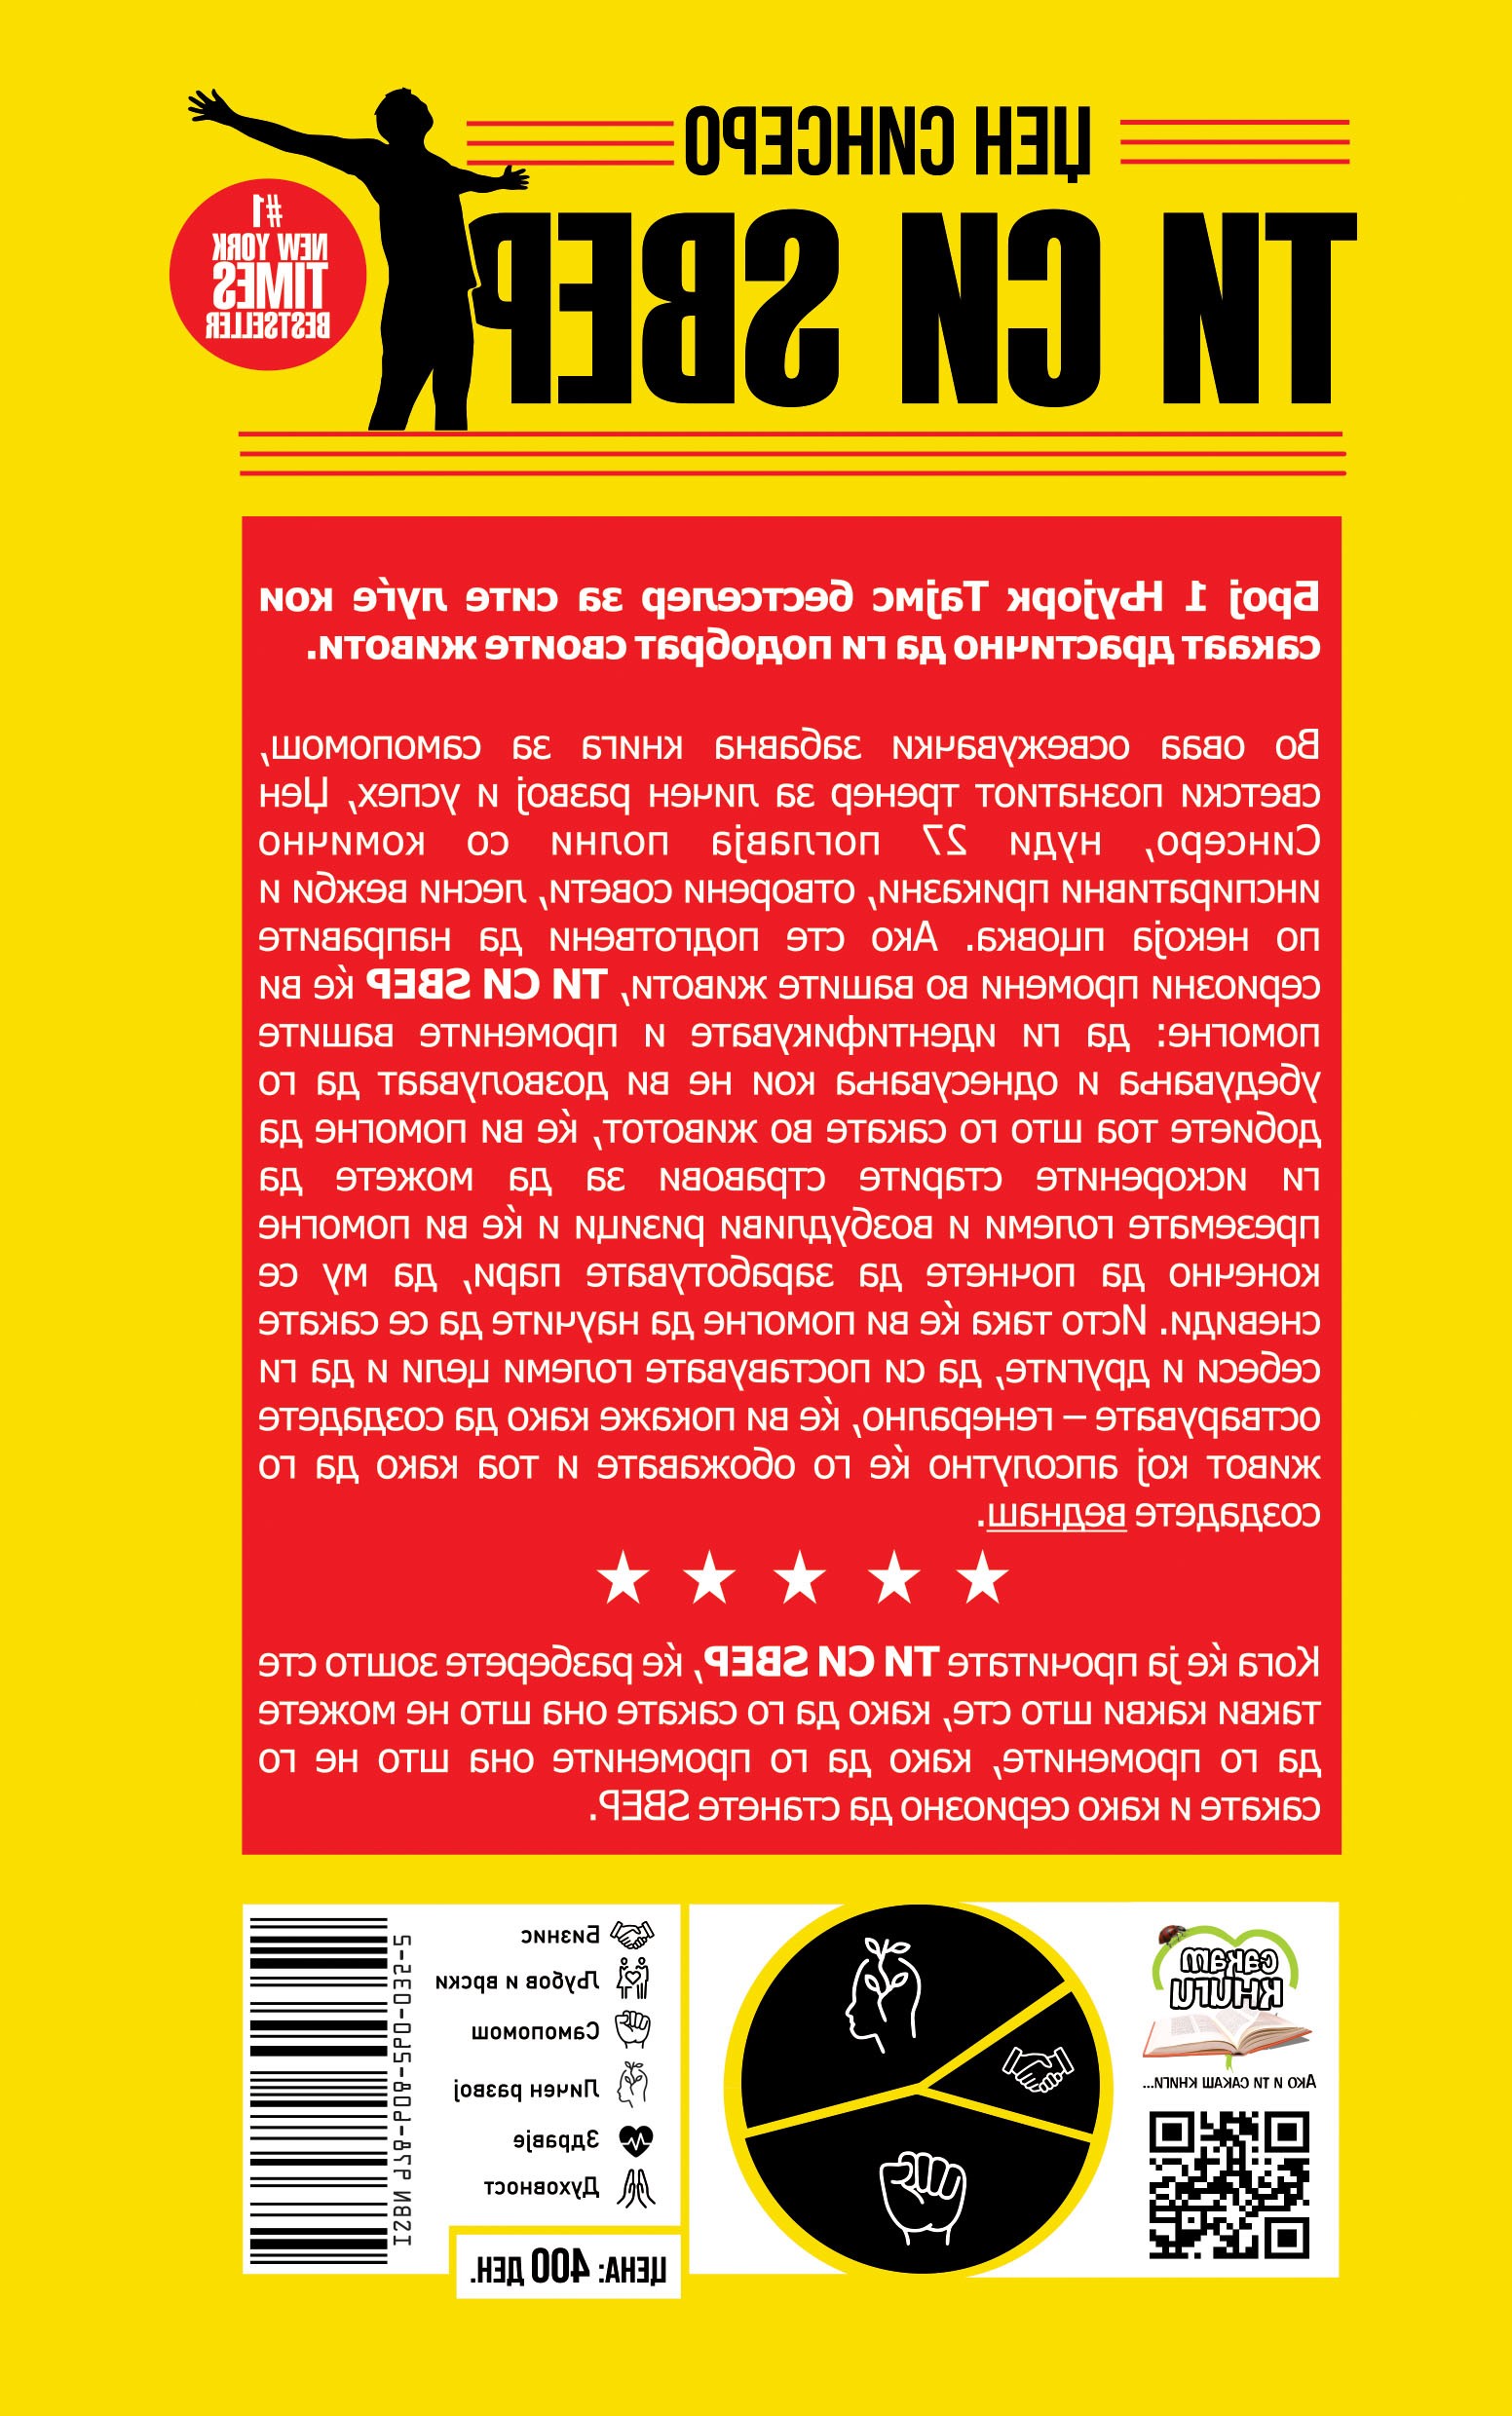 ЏЕН СИНСЕРО
ТИ СИ ЅВЕР
#1
NEW YORK
TIMES
BESTSELLER
Број 1 Њујорк Тајмс бестселер за сите луѓе кои
сакаат драстично да ги подобрат своите животи.
Во оваа освежувачки забавна книга за самопомош,
светски познатиот тренер за личен развој и успех, Џен
Синсеро, нуди 27 поглавја полни со комично
инспиративни приказни, отворени совети, лесни вежби и
по некоја пцовка. Ако сте подготвени да направите
сериозни промени во вашите животи, ТИ СИ ЅВЕР ќе ви
помогне: да ги идентификувате и промените вашите
убедувања и однесувања кои не ви дозволуваат да го
добиете тоа што го сакате во животот, ќе ви помогне да
ги искорените старите стравови за да можете да
преземате големи и возбудливи ризици и ќе ви помогне
конечно да почнете да заработувате пари, да му се
сневиди. Исто така ќе ви помогне да научите да се сакате
себеси и другите, да си поставувате големи цели и да ги
остварувате – генерално, ќе ви покаже како да создадете
живот кој апсолутно ќе го обожавате и тоа како да го
создадете веднаш.
Кога ќе ја прочитате ТИ СИ ЅВЕР, ќе разберете зошто сте
такви какви што сте, како да го сакате она што не можете
да го промените, како да го промените она што не го
сакате и како сериозно да станете ЅВЕР.
сакам
книги
Ако и ти сакаш книги...
Бизнис
Љубов и врски
Самопомош
Личен развој
Здравје
Духовност
ЦЕНА: 400 ДЕН.
ISBN 978-608-5PO-032-5